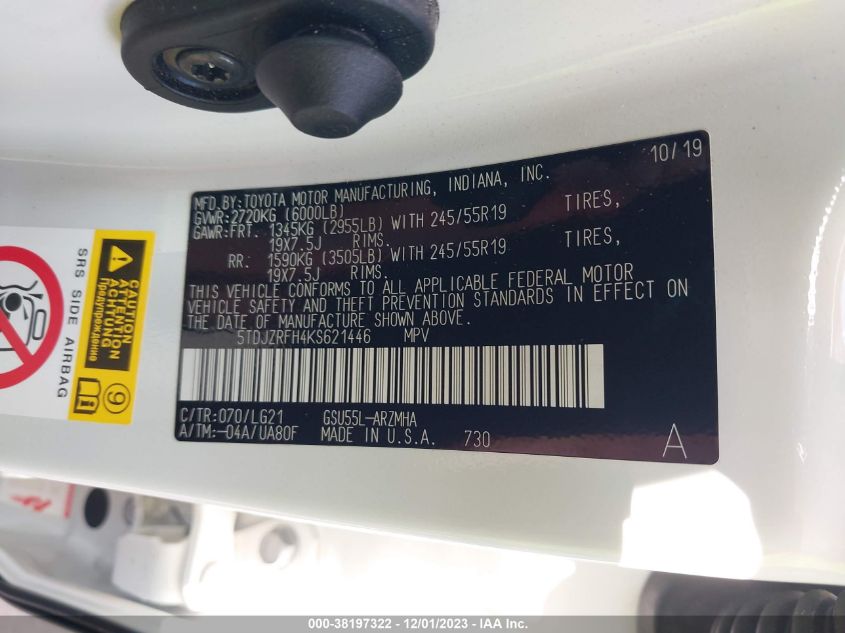 10/19
MFD.BY:TOYOTA MOTOR MANUFACTURING, INDIANA, INC.
GVWR:2720KG (6000LB)
GAWR:FRT. 1345KG (2955LB) WITH 245/55R19 TIRES,
19X7.5J RIMS.
RR: 1590KG (3505LB) WITH 245/55R19 TIRES,
19X7.5J RIMS.
THIS VEHICLE CONFORMS TO ALL APPLICABLE FEDERAL MOTOR
VEHICLE SAFETY AND THEFT PREVENTION STANDARDS IN EFFECT ON
THE DATE OF MANUFACTURE SHOWN ABOVE.
5TDJZRFH4KS621446 MPV
C/TR:070/LG21 GSU55L-ARZMHA
A/TM:-04A/UA80F MADE IN U.S.A. 730
A
SRS SIDE AIRBAG
CAUTION
ATTENTION
ACHTUNG
Предупреждение
9
000-38197322 - 12/01/2023 - IAA Inc.